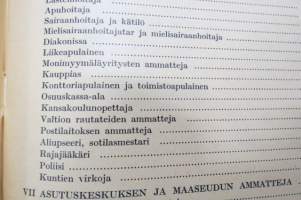 Lastenhoitaja
Apuhoitaja
Sairaanhoitaja ja kätilö
Mielisairaanhoitajatar ja mielisairaanhoitaja
Diakonissa
Liikeapulainen
Monimyymäläyritysten ammatteja
Kauppias
Konttoriapulainen ja toimistoapulainen
Osuuskassa-ala
Kansakoulunopettaja
Valtion rautateiden ammatteja
Postilaitoksen ammatteja
Aliupseeri, sotilasmestari
Rajajääkäri
Poliisi
Kuntien virkoja
VII ASUTUSKESKUKSEN JA MAASEUDUN AMMATTEJA